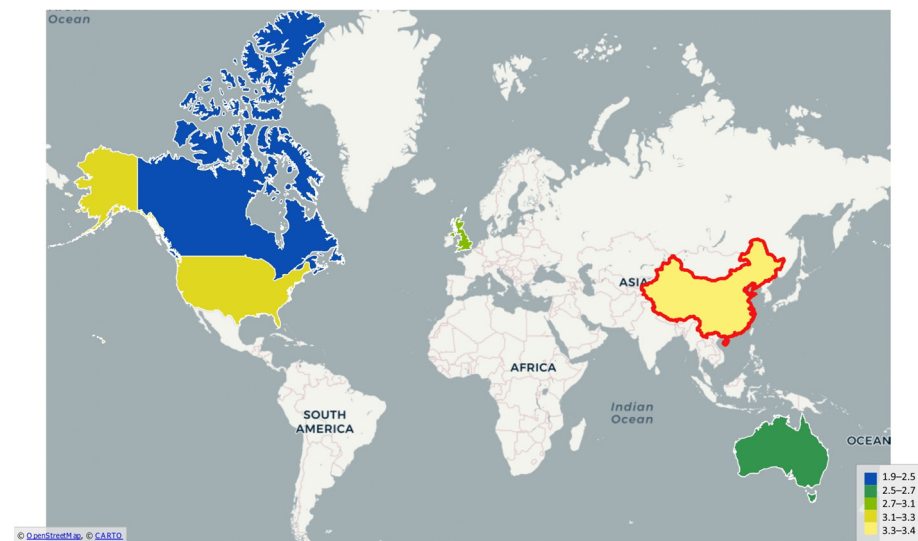 Ocean
ASIA
AFRICA
Indian
Ocean
SOUTH
AMERICA
OCEAN
1.9–2.5
2.5–2.7
2.7–3.1
3.1–3.3
3.3–3.4
© OpenStreetMap, © CARTO